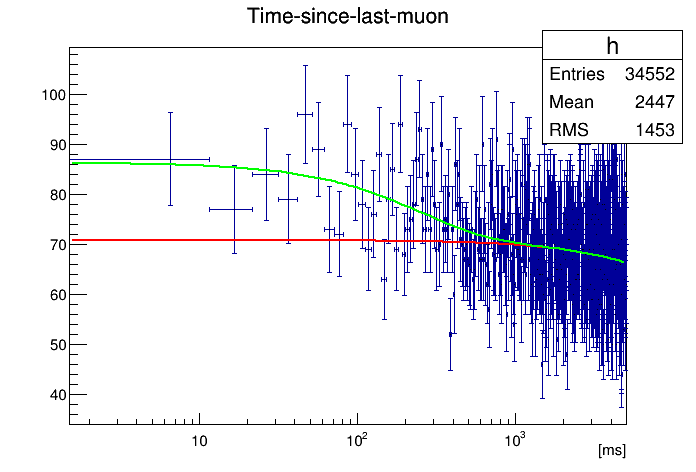 Time-since-last-muon
h
Entries 34552
Mean 2447
RMS 1453
100
90
80
70
60
50
40
10
10²
10³
[ms]